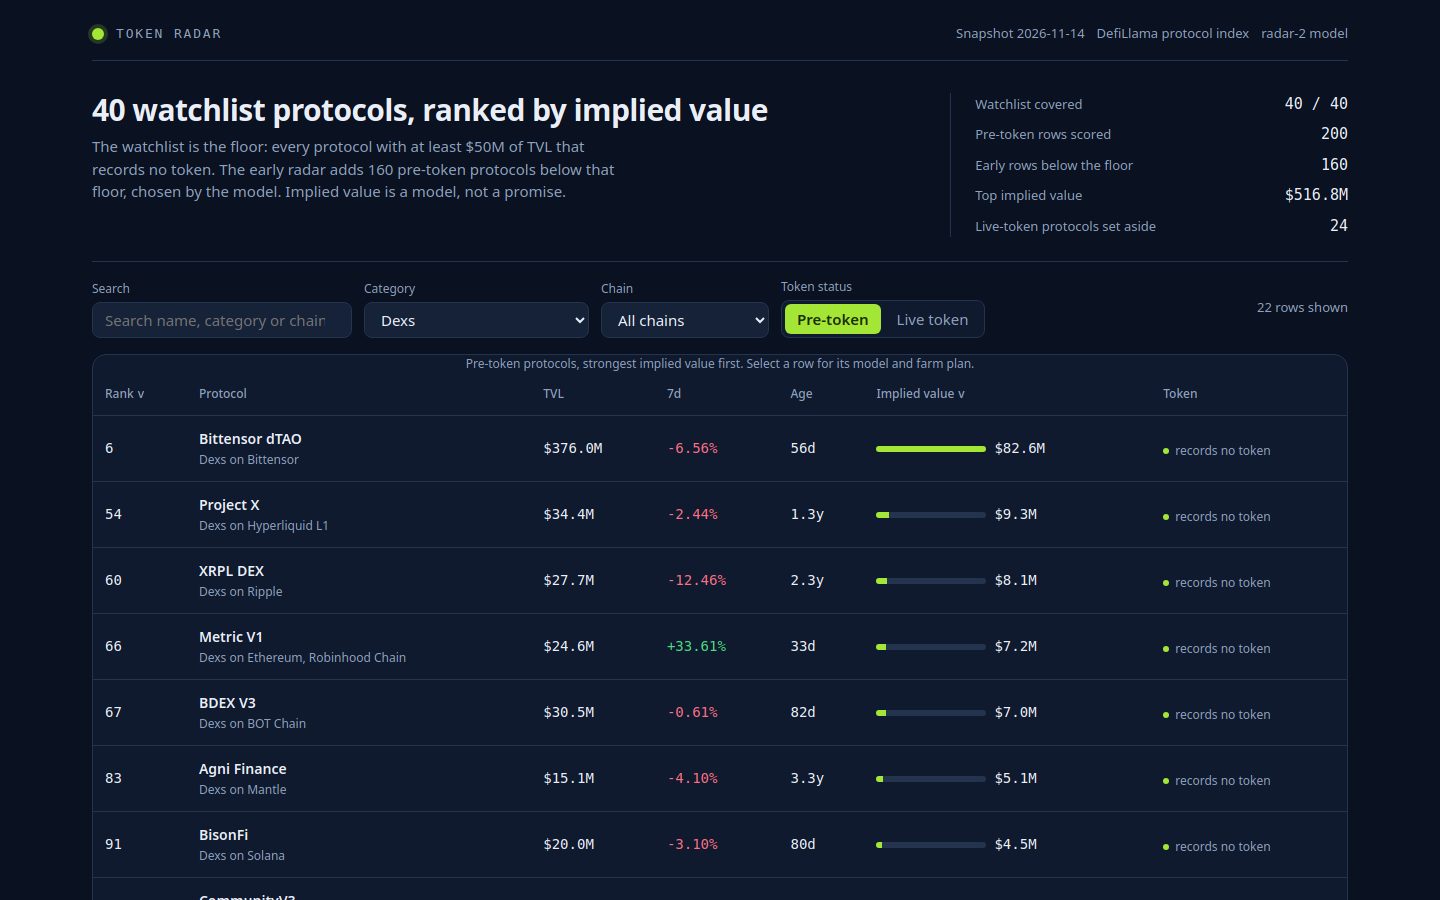 TOKEN RADAR
Snapshot 2026-11-14 DefiLlama protocol index radar-2 model
40 watchlist protocols, ranked by implied value
The watchlist is the floor: every protocol with at least $50M of TVL that
records no token. The early radar adds 160 pre-token protocols below that
floor, chosen by the model. Implied value is a model, not a promise.
Watchlist covered 40 / 40
Pre-token rows scored 200
Early rows below the floor 160
Top implied value $516.8M
Live-token protocols set aside 24
Search Category Chain Token status
Search name, category or chain Dexs All chains Pre-token Live token
22 rows shown
Pre-token protocols, strongest implied value first. Select a row for its model and farm plan.
Rank v Protocol TVL 7d Age Implied value v Token
6 Bittensor dTAO $376.0M -6.56% 56d $82.6M records no token
Dexs on Bittensor
54 Project X $34.4M -2.44% 1.3y $9.3M records no token
Dexs on Hyperliquid L1
60 XRPL DEX $27.7M -12.46% 2.3y $8.1M records no token
Dexs on Ripple
66 Metric V1 $24.6M +33.61% 33d $7.2M records no token
Dexs on Ethereum, Robinhood Chain
67 BDEX V3 $30.5M -0.61% 82d $7.0M records no token
Dexs on BOT Chain
83 Agni Finance $15.1M -4.10% 3.3y $5.1M records no token
Dexs on Mantle
91 BisonFi $20.0M -3.10% 80d $4.5M records no token
Dexs on Solana